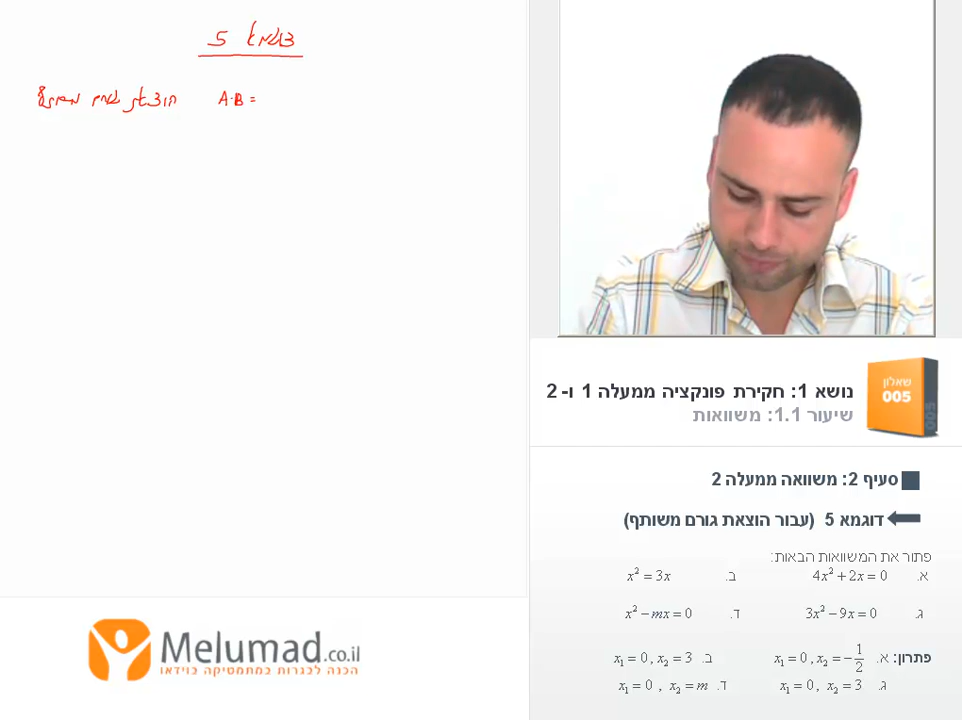 דוגמא 5
הוצאת גורם משותף A·B=
שאלון
005
נושא 1: חקירת פונקציה ממעלה 1 ו- 2
שיעור 1.1: משוואות
סעיף 2: משוואה ממעלה 2
דוגמא 5 (עבור הוצאת גורם משותף)
פתור את המשוואות הבאות:
א. 4x²+2x=0 ב. x²=3x
ג. 3x²−9x=0 ד. x²−mx=0
פתרון: א. x₁=0, x₂=−1/2 ב. x₁=0, x₂=3
ג. x₁=0, x₂=3 ד. x₁=0, x₂=m
Melumad.co.il
הכנה לבגרות במתמטיקה בוידאו